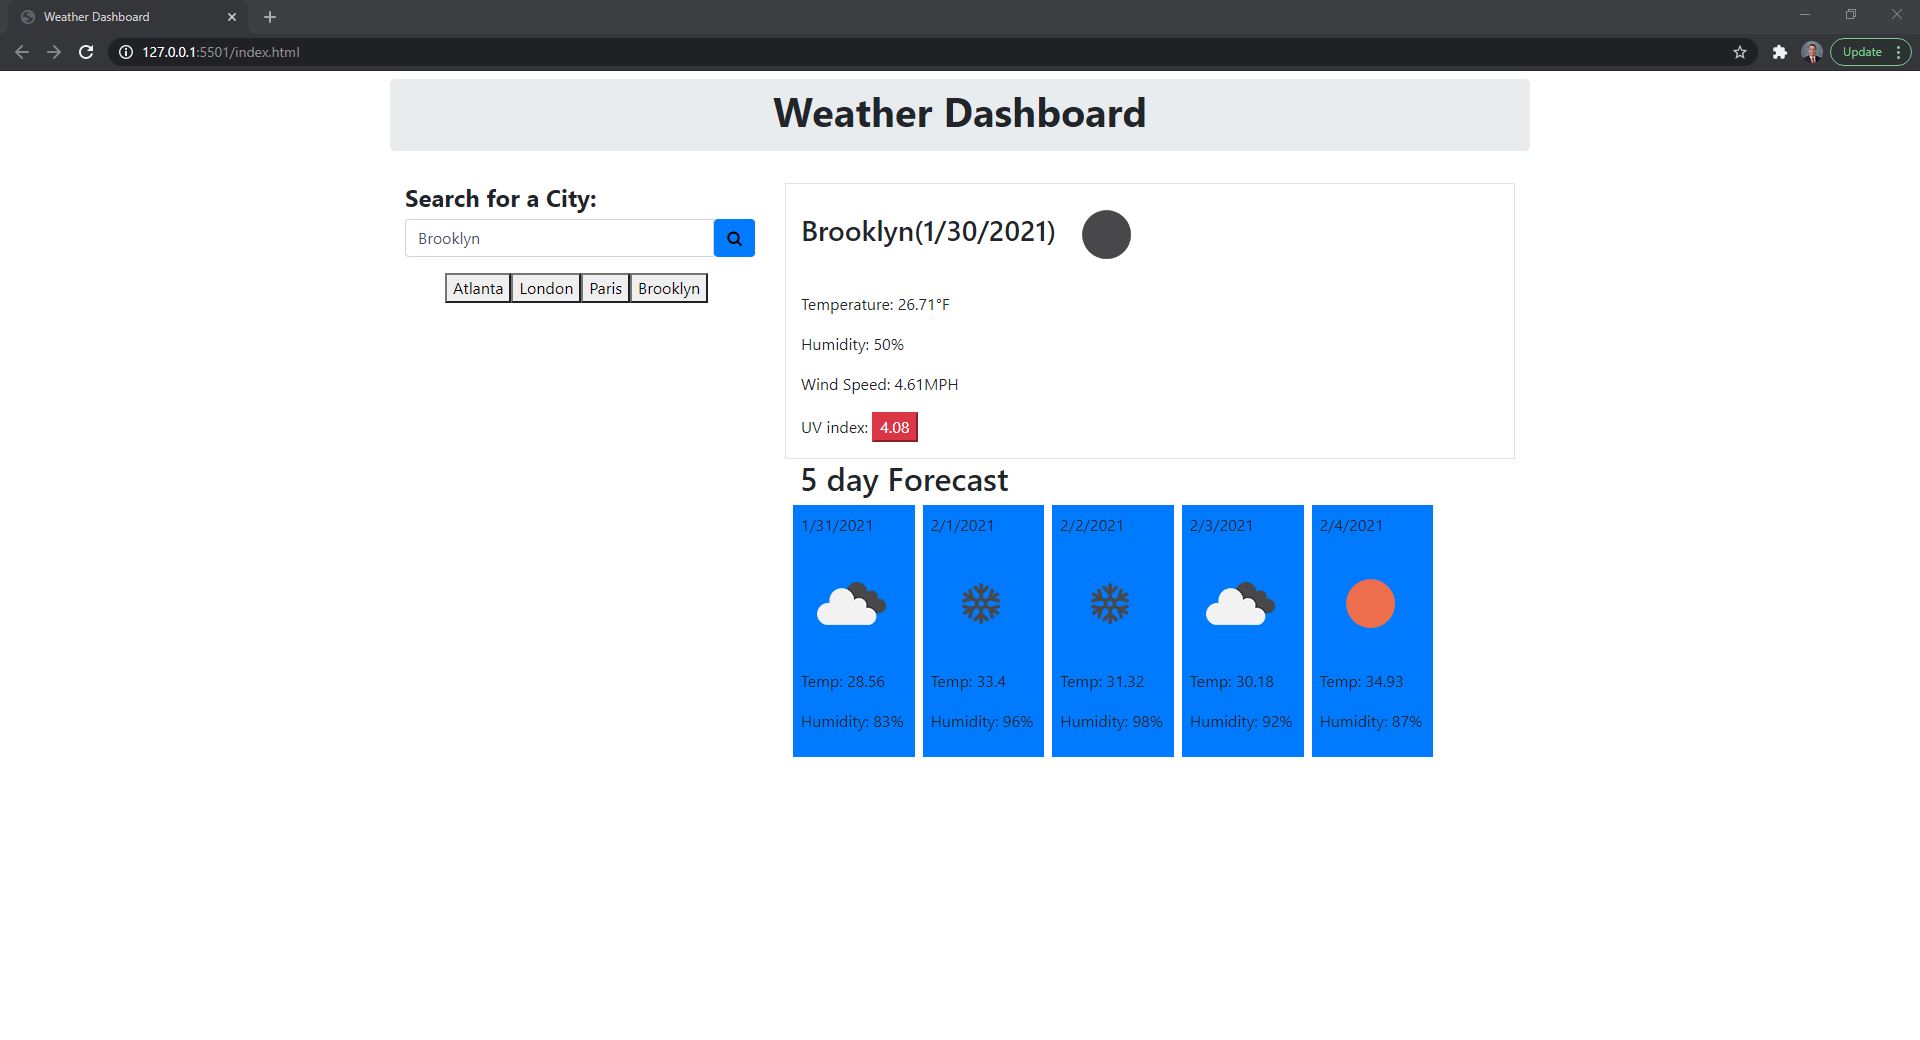 Weather Dashboard
127.0.0.1:5501/index.html
Update
Weather Dashboard
Search for a City:
Brooklyn
Atlanta London Paris Brooklyn
Brooklyn(1/30/2021)
Temperature: 26.71°F
Humidity: 50%
Wind Speed: 4.61MPH
UV index: 4.08
5 day Forecast
1/31/2021
Temp: 28.56
Humidity: 83%
2/1/2021
Temp: 33.4
Humidity: 96%
2/2/2021
Temp: 31.32
Humidity: 98%
2/3/2021
Temp: 30.18
Humidity: 92%
2/4/2021
Temp: 34.93
Humidity: 87%